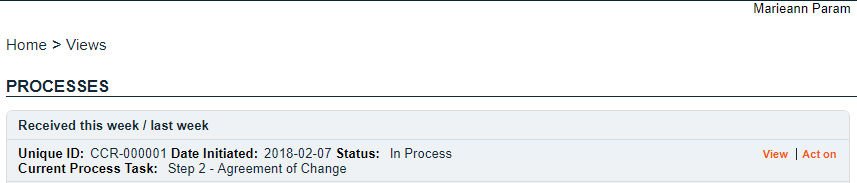 Marieann Param
Home > Views
PROCESSES
Received this week / last week
Unique ID: CCR-000001 Date Initiated: 2018-02-07 Status: In Process View | Act on
Current Process Task: Step 2 - Agreement of Change